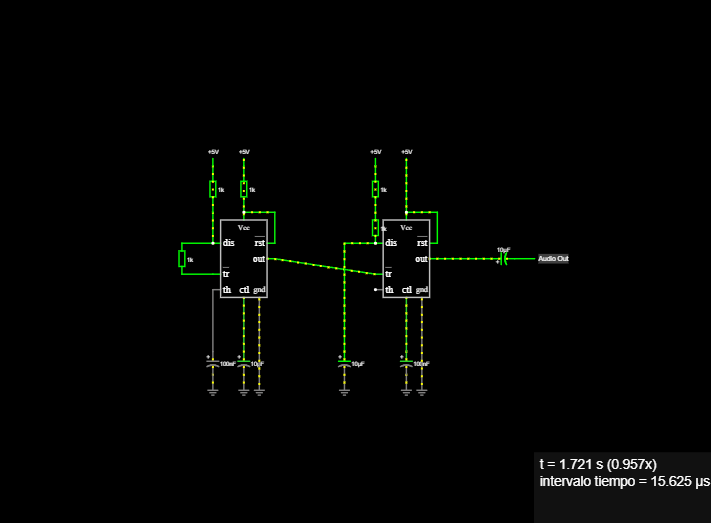 +5V +5V +5V +5V
1k 1k 1k
1k
Vcc Vcc
dis rst dis rst
1k out out 10μF Audio Out
tr tr
th ctl gnd th ctl gnd
100nF 10μF 10μF 100nF
t = 1.721 s (0.957x)
intervalo tiempo = 15.625 μs